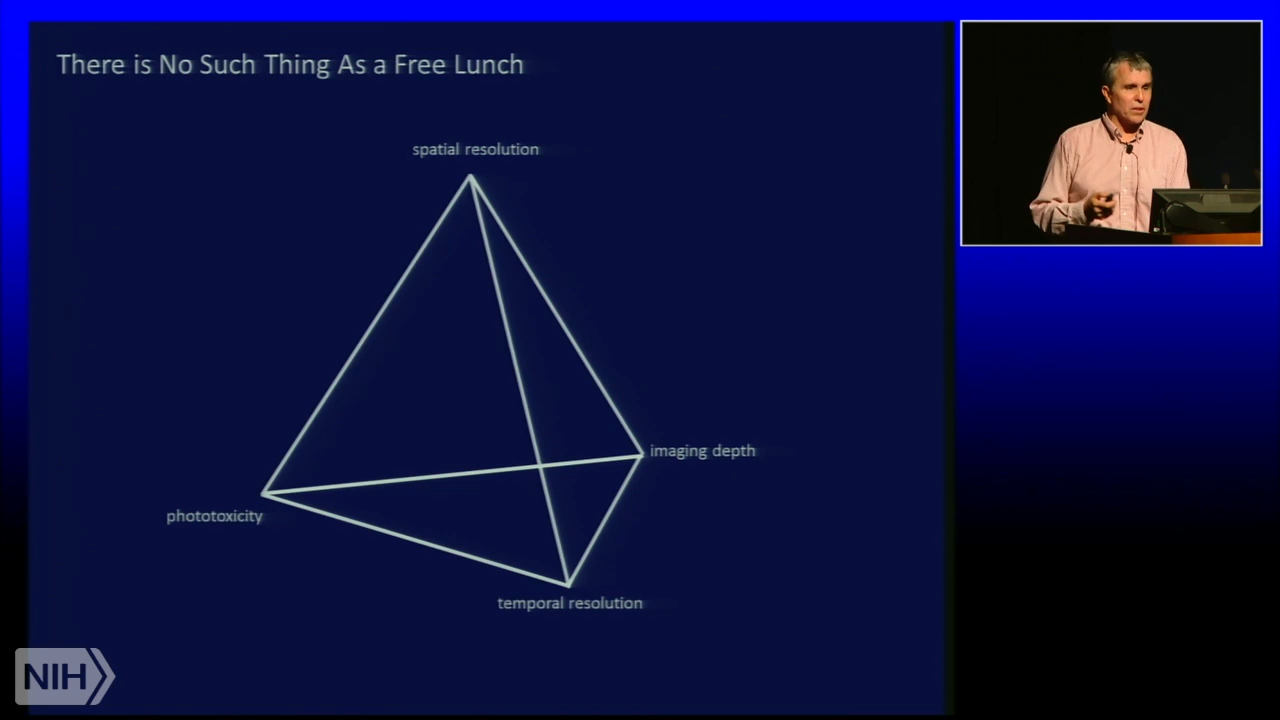 There is No Such Thing As a Free Lunch
spatial resolution
imaging depth
phototoxicity
temporal resolution
NIH